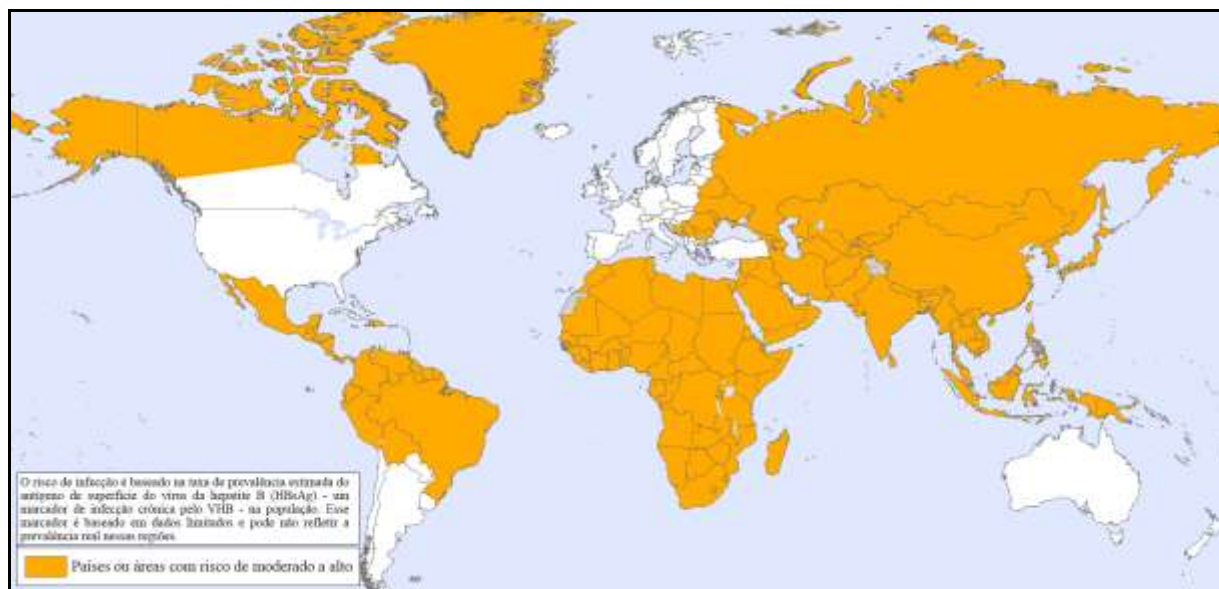 O risco de infecção é baseado na taxa de prevalência estimada do
antígeno de superfície do vírus da hepatite B (HBsAg) - um
marcador de infecção crônica pelo VHB - na população. Esse
marcador é baseado em dados limitados e pode não refletir a
prevalência real nessas regiões.
Países ou áreas com risco de moderado a alto